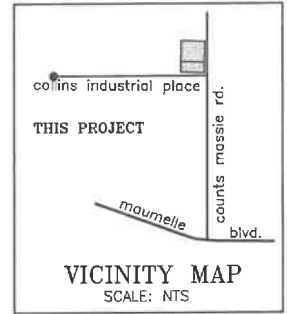 collins industrial place
THIS PROJECT
counts massie rd.
maumelle
blvd.
VICINITY MAP
SCALE: NTS